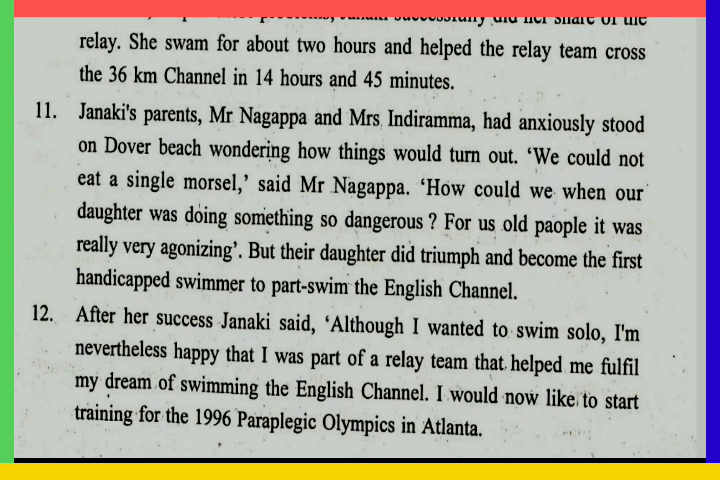 successfully did her share of the
relay. She swam for about two hours and helped the relay team cross
the 36 km Channel in 14 hours and 45 minutes.
11. Janaki's parents, Mr Nagappa and Mrs Indiramma, had anxiously stood
on Dover beach wondering how things would turn out. ‘We could not
eat a single morsel,’ said Mr Nagappa. ‘How could we when our
daughter was doing something so dangerous ? For us old paople it was
really very agonizing’. But their daughter did triumph and become the first
handicapped swimmer to part-swim the English Channel.
12. After her success Janaki said, ‘Although I wanted to swim solo, I'm
nevertheless happy that I was part of a relay team that helped me fulfil
my dream of swimming the English Channel. I would now like to start
training for the 1996 Paraplegic Olympics in Atlanta.